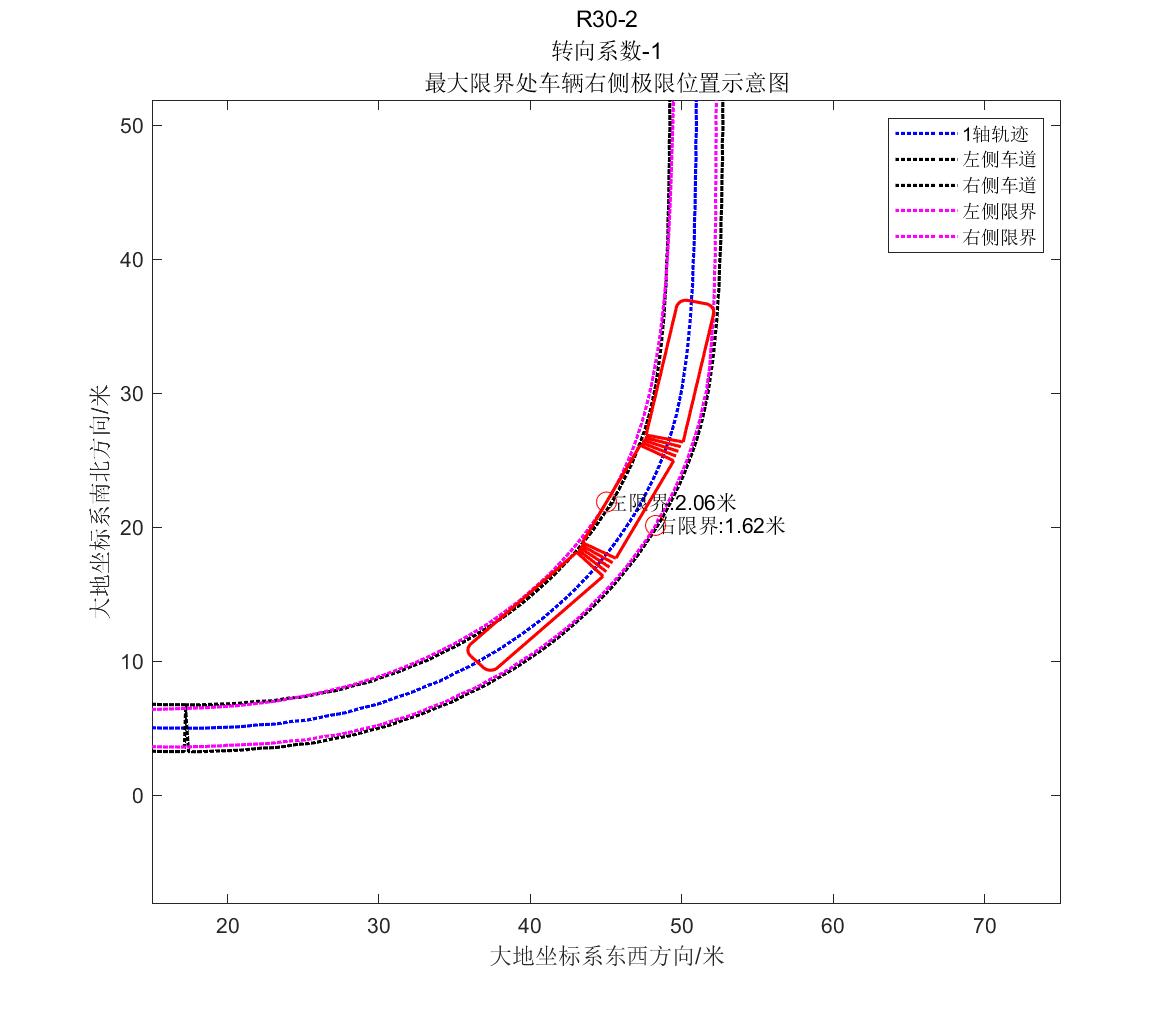 R30-2
转向系数-1
最大限界处车辆右侧极限位置示意图
1轴轨迹
左侧车道
右侧车道
左侧限界
右侧限界
大地坐标系南北方向/米
50
40
30
20
10
0
左限界:2.06米
右限界:1.62米
20
30
40
50
60
70
大地坐标系东西方向/米